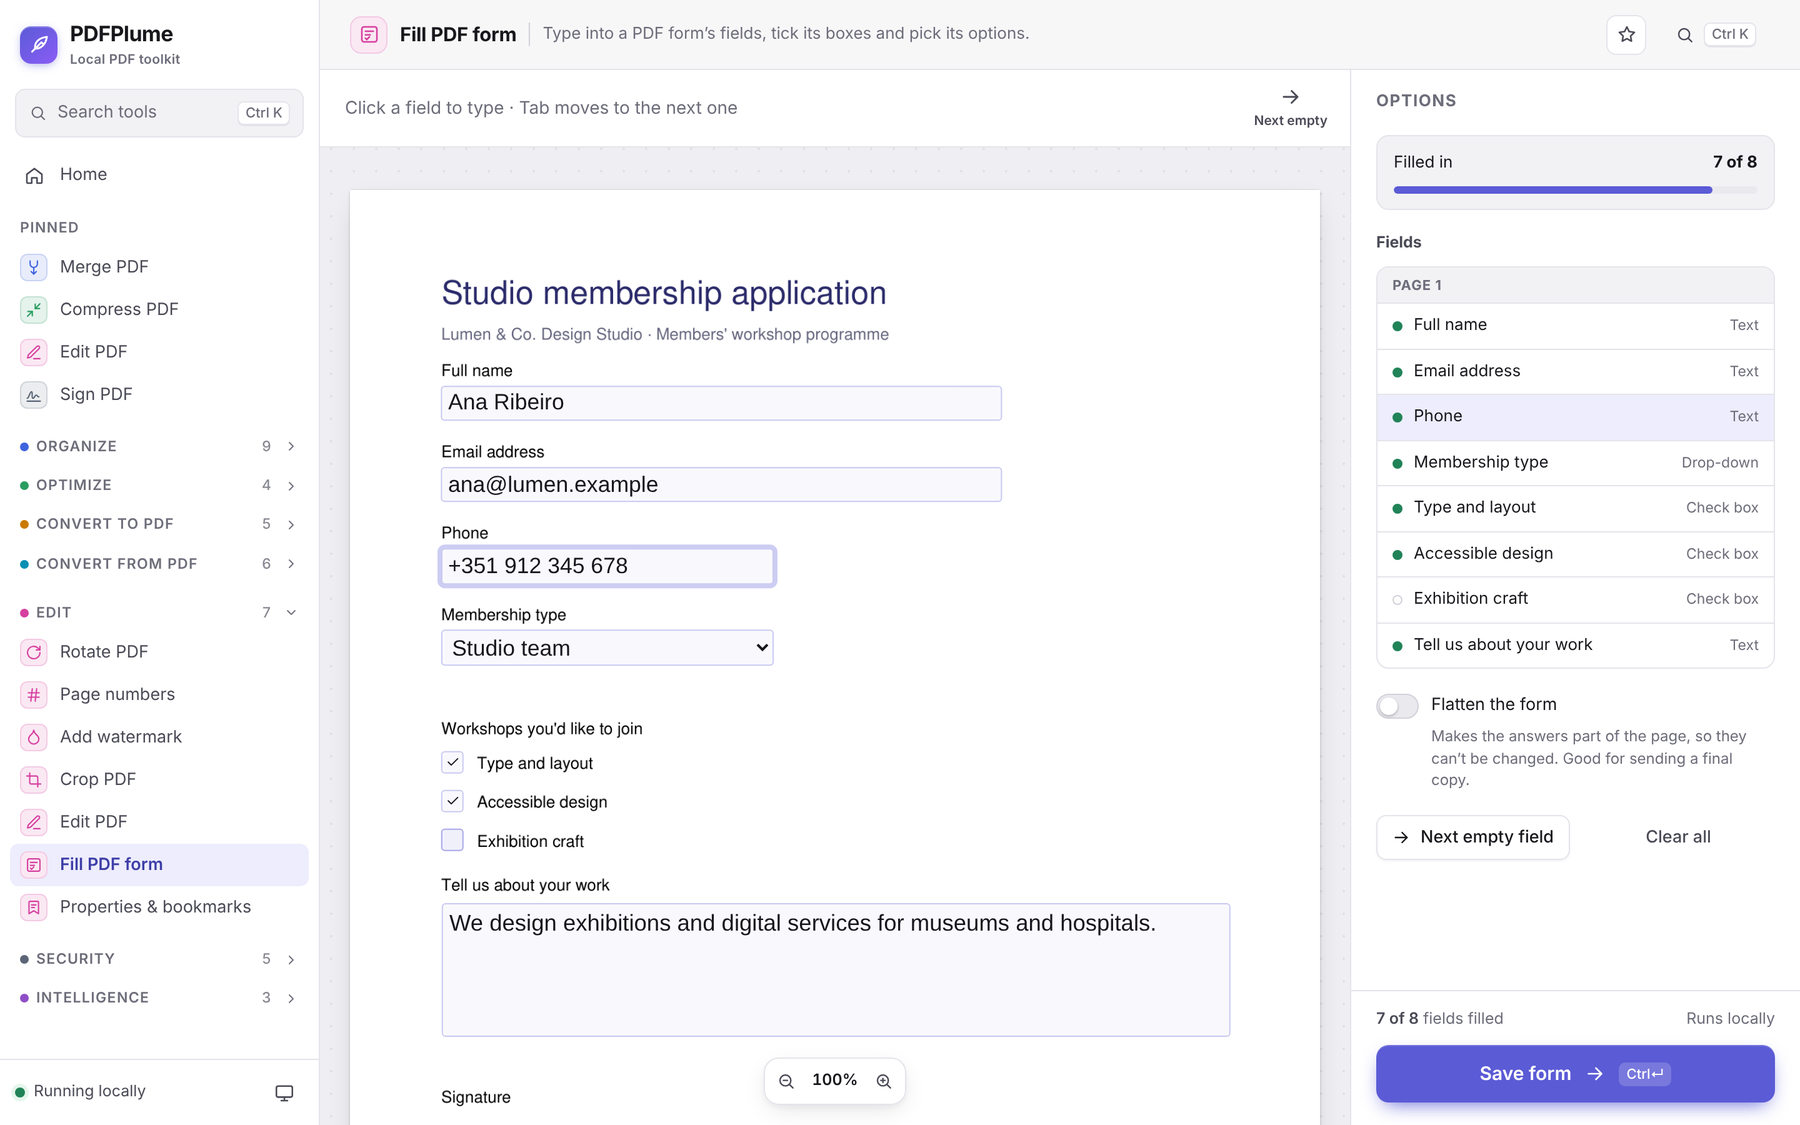 PDFPlume
Local PDF toolkit
Search tools
Ctrl K
Home
PINNED
Merge PDF
Compress PDF
Edit PDF
Sign PDF
ORGANIZE 9
OPTIMIZE 4
CONVERT TO PDF 5
CONVERT FROM PDF 6
EDIT 7
Rotate PDF
Page numbers
Add watermark
Crop PDF
Edit PDF
Fill PDF form
Properties & bookmarks
SECURITY 5
INTELLIGENCE 3
Running locally
Fill PDF form
Type into a PDF form’s fields, tick its boxes and pick its options.
Ctrl K
Click a field to type · Tab moves to the next one
Next empty
Studio membership application
Lumen & Co. Design Studio · Members' workshop programme
Full name
Ana Ribeiro
Email address
ana@lumen.example
Phone
+351 912 345 678
Membership type
Studio team
Workshops you'd like to join
Type and layout
Accessible design
Exhibition craft
Tell us about your work
We design exhibitions and digital services for museums and hospitals.
Signature
100%
OPTIONS
Filled in 7 of 8
Fields
PAGE 1
Full name Text
Email address Text
Phone Text
Membership type Drop-down
Type and layout Check box
Accessible design Check box
Exhibition craft Check box
Tell us about your work Text
Flatten the form
Makes the answers part of the page, so they
can’t be changed. Good for sending a final
copy.
Next empty field
Clear all
7 of 8 fields filled
Runs locally
Save form
Ctrl↵